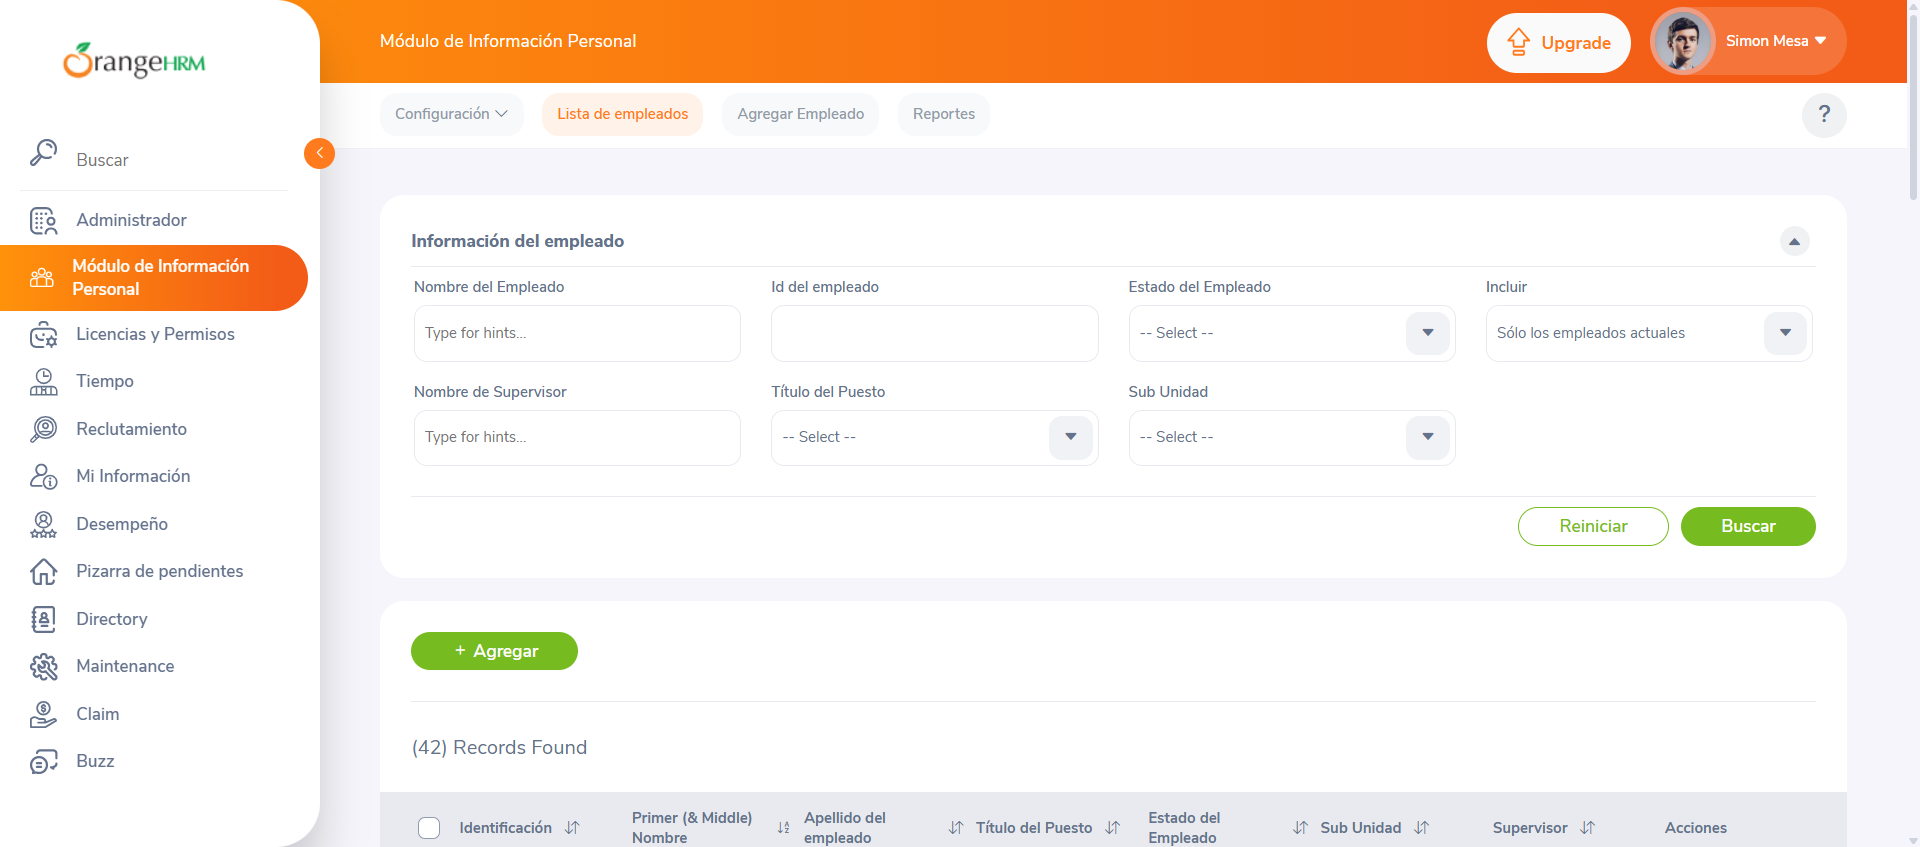 OrangeHRM
Módulo de Información Personal
Upgrade
Simon Mesa
Configuración
Lista de empleados
Agregar Empleado
Reportes
?
Buscar
Administrador
Módulo de Información
Personal
Licencias y Permisos
Tiempo
Reclutamiento
Mi Información
Desempeño
Pizarra de pendientes
Directory
Maintenance
Claim
Buzz
Información del empleado
Nombre del Empleado
Id del empleado
Estado del Empleado
Incluir
Type for hints...
-- Select --
Sólo los empleados actuales
Nombre de Supervisor
Título del Puesto
Sub Unidad
Type for hints...
-- Select --
-- Select --
Reiniciar
Buscar
+ Agregar
(42) Records Found
Identificación
Primer (& Middle)
Nombre
Apellido del
empleado
Título del Puesto
Estado del
Empleado
Sub Unidad
Supervisor
Acciones